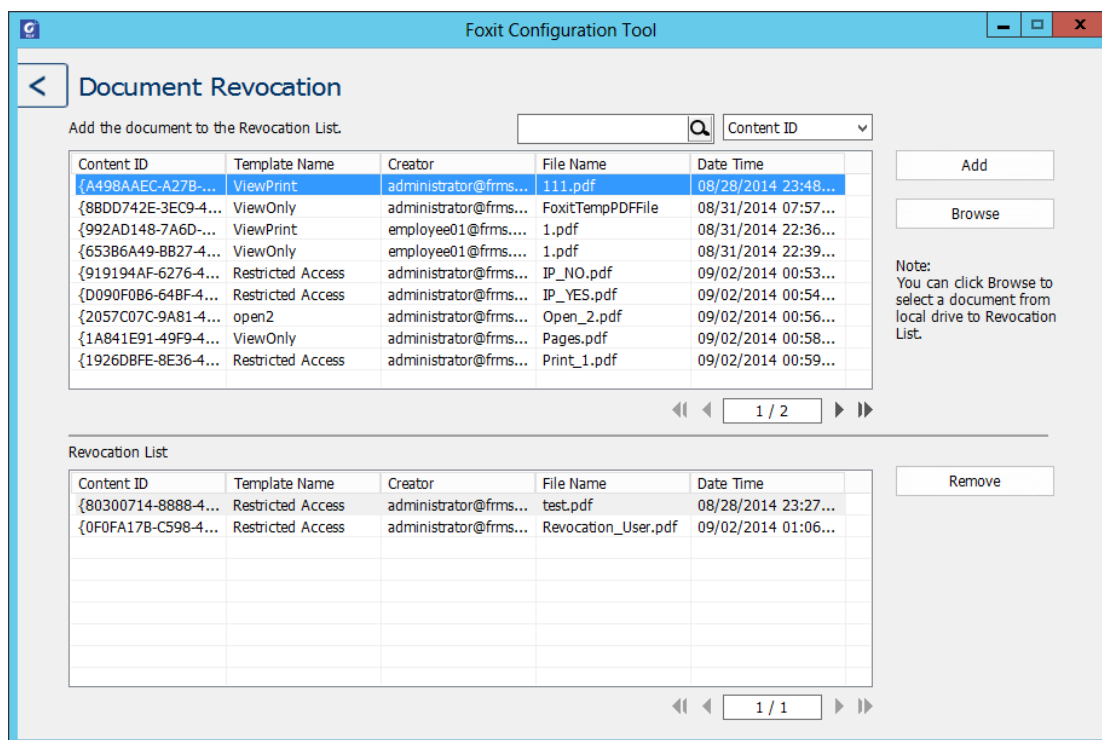 Foxit Configuration Tool
Document Revocation
Add the document to the Revocation List.
Content ID
Content ID Template Name Creator File Name Date Time
{A498AAEC-A27B-... ViewPrint administrator@frms... 111.pdf 08/28/2014 23:48...
{8BDD742E-3EC9-4... ViewOnly administrator@frms... FoxitTempPDFFile 08/31/2014 07:57...
{992AD148-7A6D-... ViewPrint employee01@frms.... 1.pdf 08/31/2014 22:36...
{653B6A49-BB27-4... ViewOnly employee01@frms.... 1.pdf 08/31/2014 22:39...
{919194AF-6276-4... Restricted Access administrator@frms... IP_NO.pdf 09/02/2014 00:53...
{D090F0B6-64BF-4... Restricted Access administrator@frms... IP_YES.pdf 09/02/2014 00:54...
{2057C07C-9A81-4... open2 administrator@frms... Open_2.pdf 09/02/2014 00:56...
{1A841E91-49F9-4... ViewOnly administrator@frms... Pages.pdf 09/02/2014 00:58...
{1926DBFE-8E36-4... Restricted Access administrator@frms... Print_1.pdf 09/02/2014 00:59...
1 / 2
Add
Browse
Note:
You can click Browse to
select a document from
local drive to Revocation
List.
Revocation List
Content ID Template Name Creator File Name Date Time
{80300714-8888-4... Restricted Access administrator@frms... test.pdf 08/28/2014 23:27...
{0F0FA17B-C598-4... Restricted Access administrator@frms... Revocation_User.pdf 09/02/2014 01:06...
Remove
1 / 1